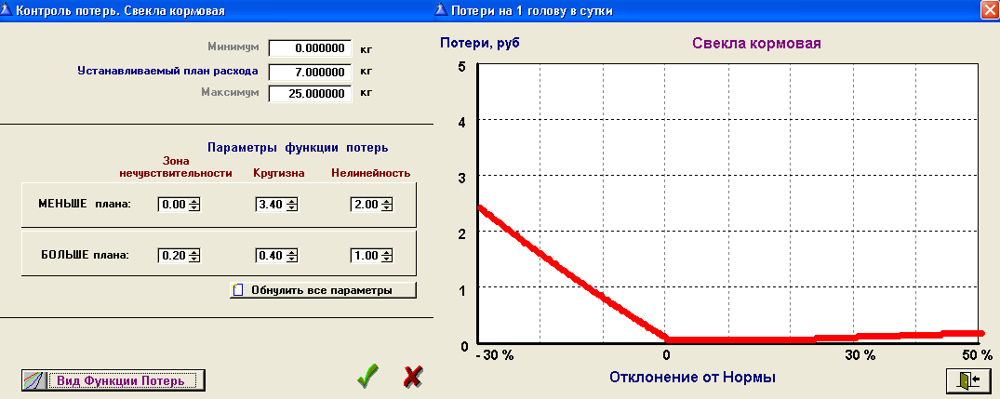 Контроль потерь. Свекла кормовая
Минимум 0.000000 кг
Устанавливаемый план расхода 7.000000 кг
Максимум 25.000000 кг
Параметры функции потерь
Зона нечувствительности Крутизна Нелинейность
МЕНЬШЕ плана: 0.00 3.40 2.00
БОЛЬШЕ плана: 0.20 0.40 1.00
Обнулить все параметры
Вид Функции Потерь
Потери на 1 голову в сутки
Потери, руб Свекла кормовая
5
4
3
2
1
0
- 30 % 0 30 % 50 %
Отклонение от Нормы